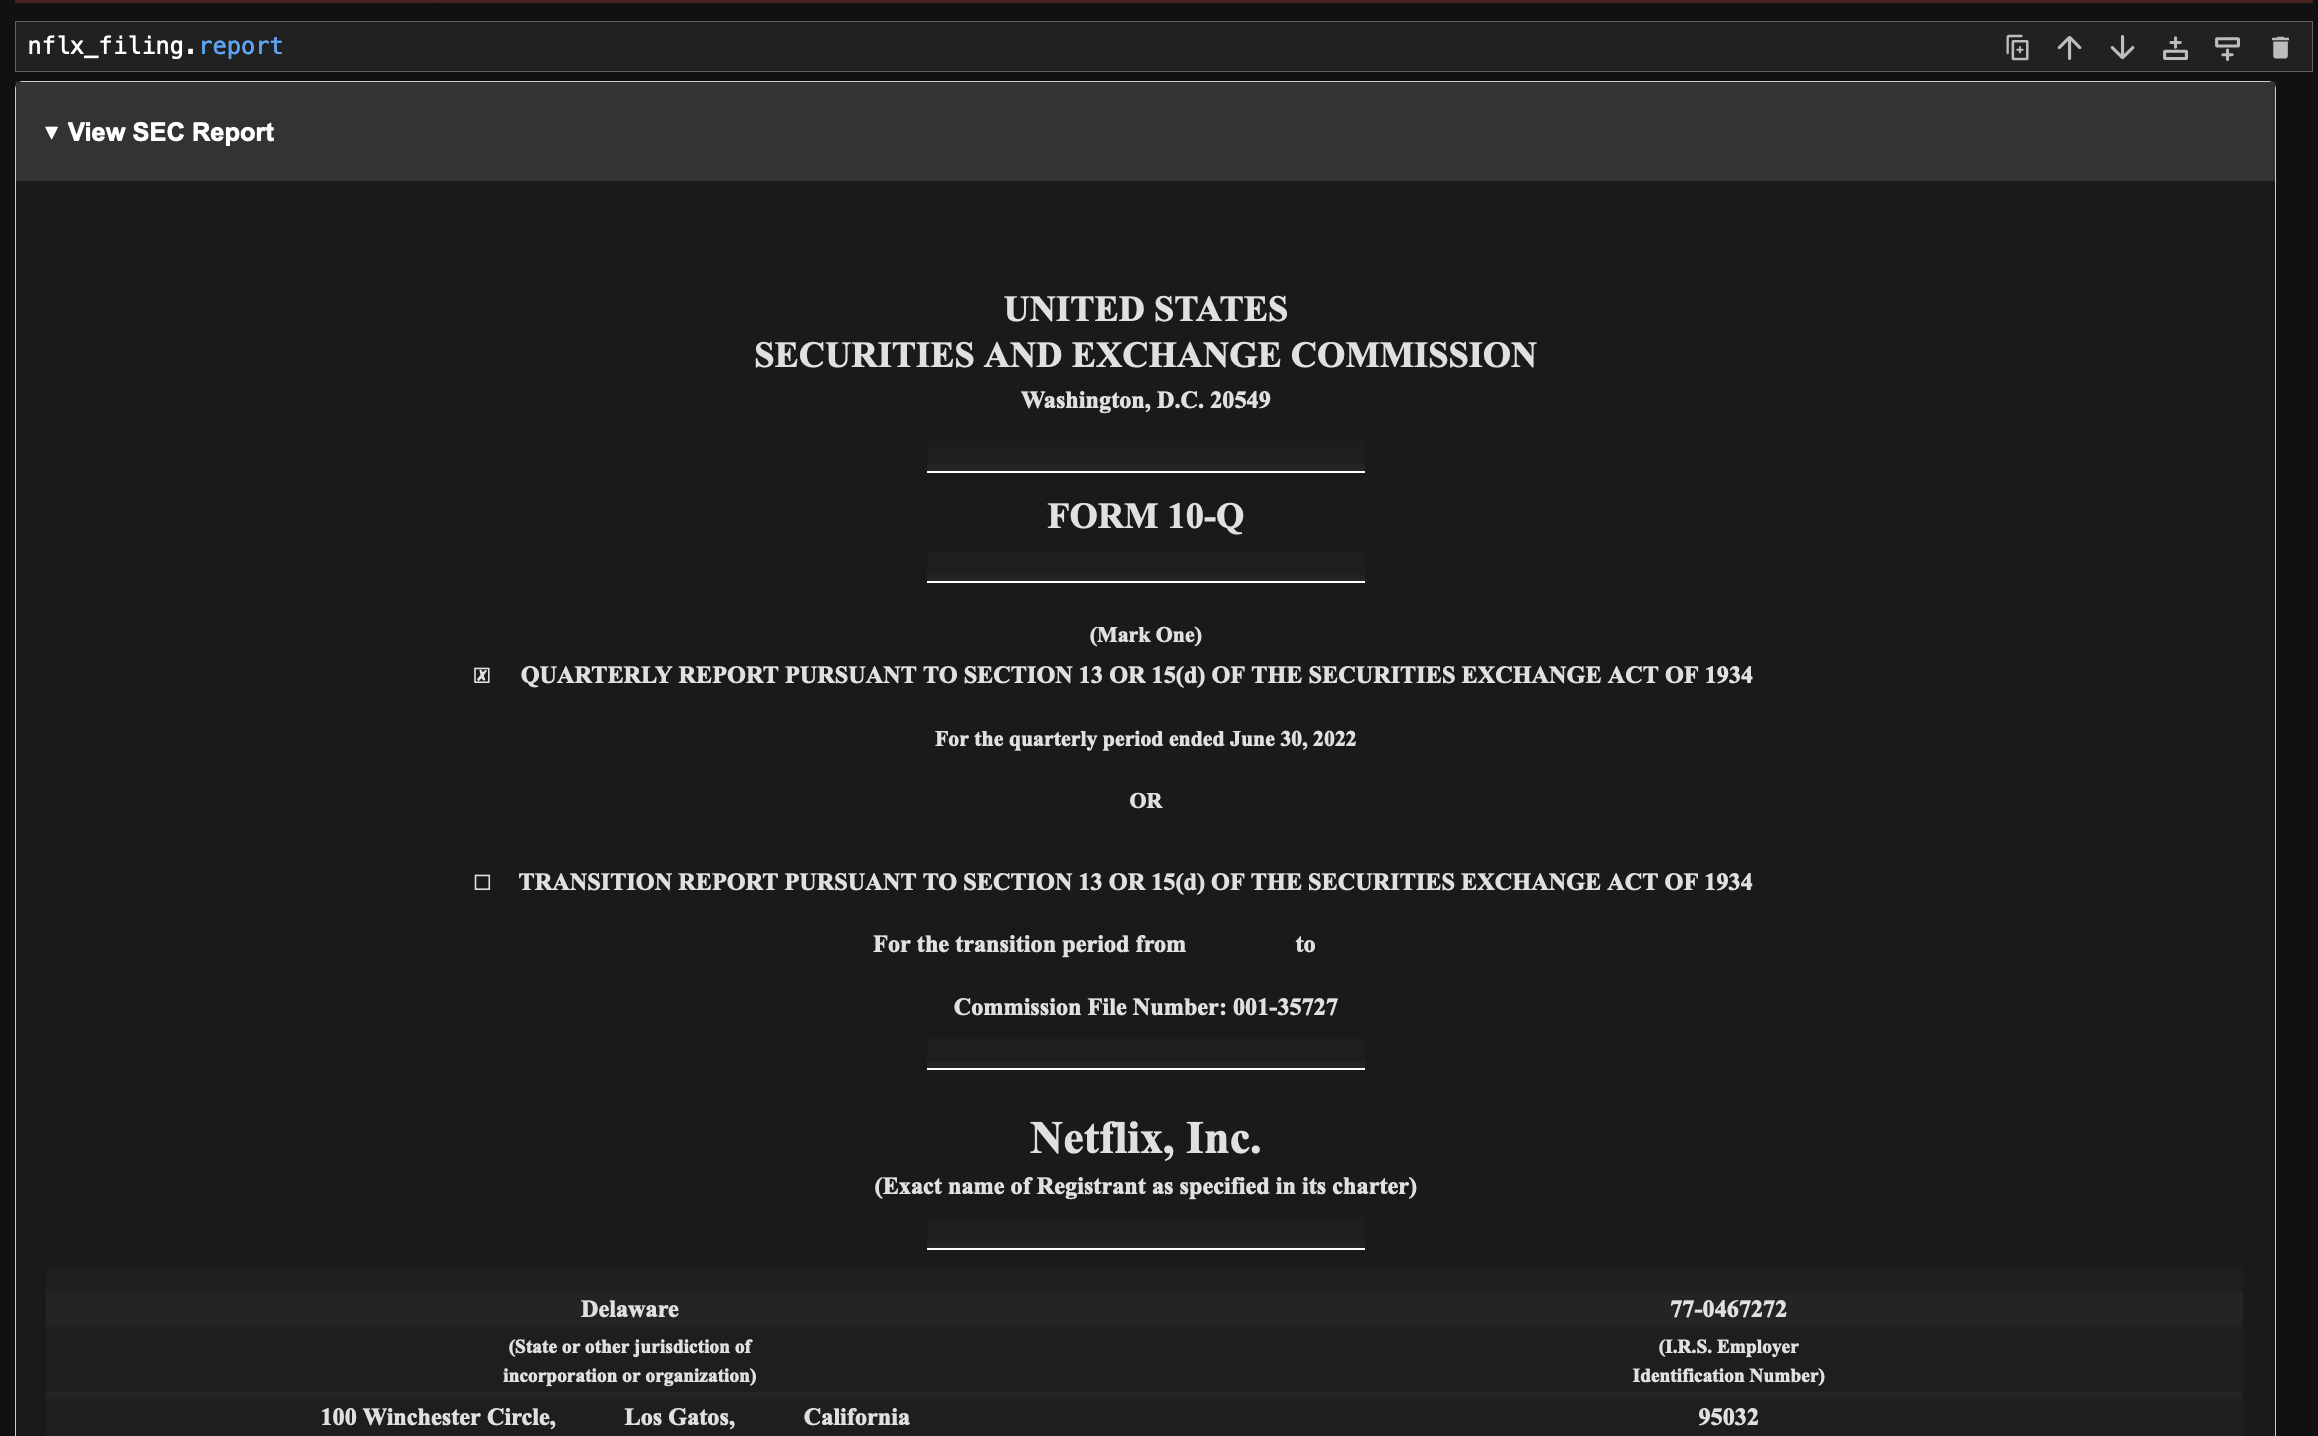 nflx_filing.report
▼ View SEC Report
UNITED STATES
SECURITIES AND EXCHANGE COMMISSION
Washington, D.C. 20549
FORM 10-Q
(Mark One)
☒ QUARTERLY REPORT PURSUANT TO SECTION 13 OR 15(d) OF THE SECURITIES EXCHANGE ACT OF 1934
For the quarterly period ended June 30, 2022
OR
☐ TRANSITION REPORT PURSUANT TO SECTION 13 OR 15(d) OF THE SECURITIES EXCHANGE ACT OF 1934
For the transition period from to
Commission File Number: 001-35727
Netflix, Inc.
(Exact name of Registrant as specified in its charter)
Delaware 77-0467272
(State or other jurisdiction of (I.R.S. Employer
incorporation or organization) Identification Number)
100 Winchester Circle, Los Gatos, California 95032